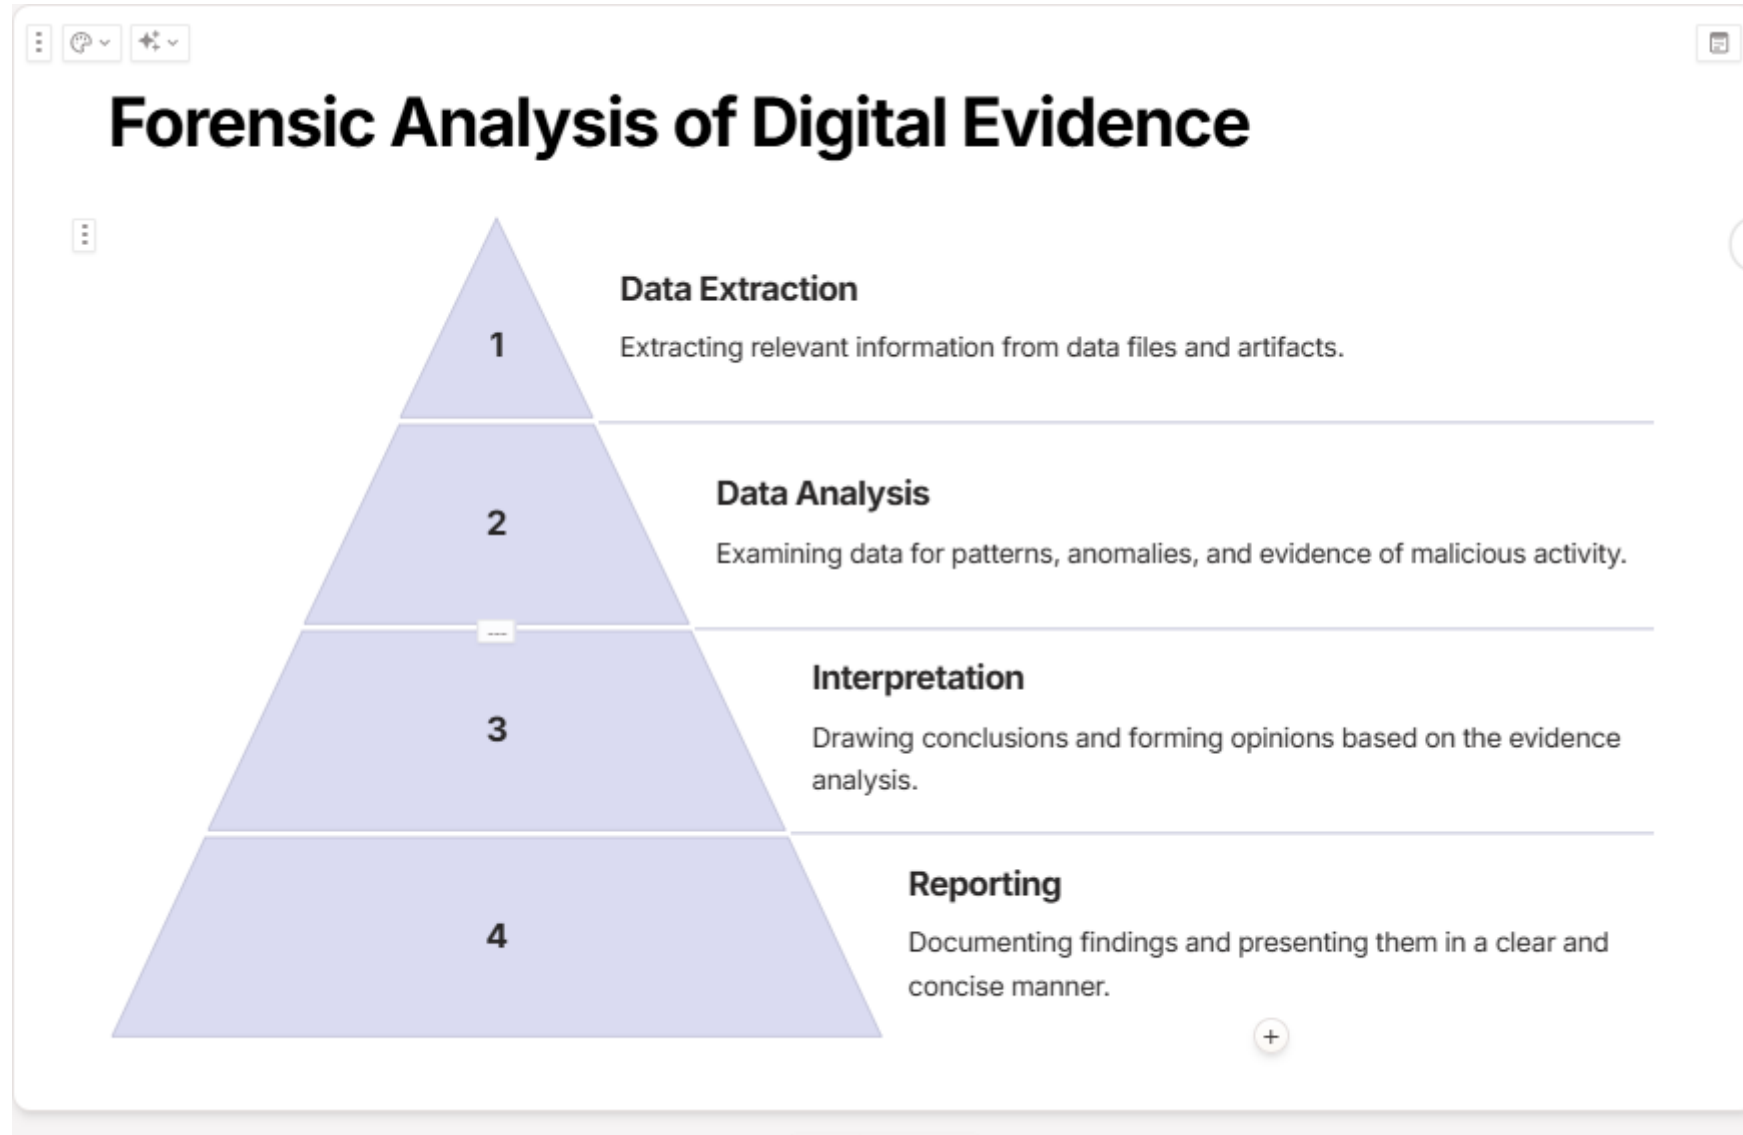 Forensic Analysis of Digital Evidence
1
Data Extraction
Extracting relevant information from data files and artifacts.
2
Data Analysis
Examining data for patterns, anomalies, and evidence of malicious activity.
3
Interpretation
Drawing conclusions and forming opinions based on the evidence
analysis.
4
Reporting
Documenting findings and presenting them in a clear and
concise manner.